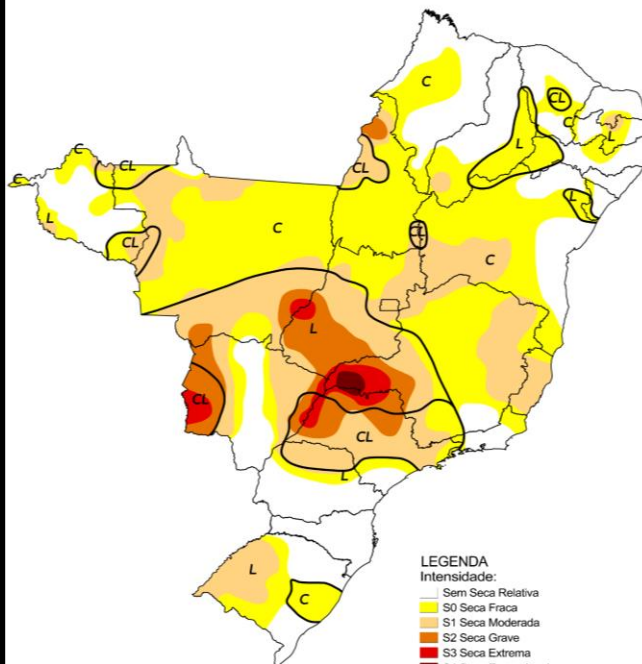 C
CL
C
L
C
CL
CL
L
CL
L
C
CL
L
CL
C
L
CL
CL
L
L
C
LEGENDA
Intensidade:
Sem Seca Relativa
S0 Seca Fraca
S1 Seca Moderada
S2 Seca Grave
S3 Seca Extrema